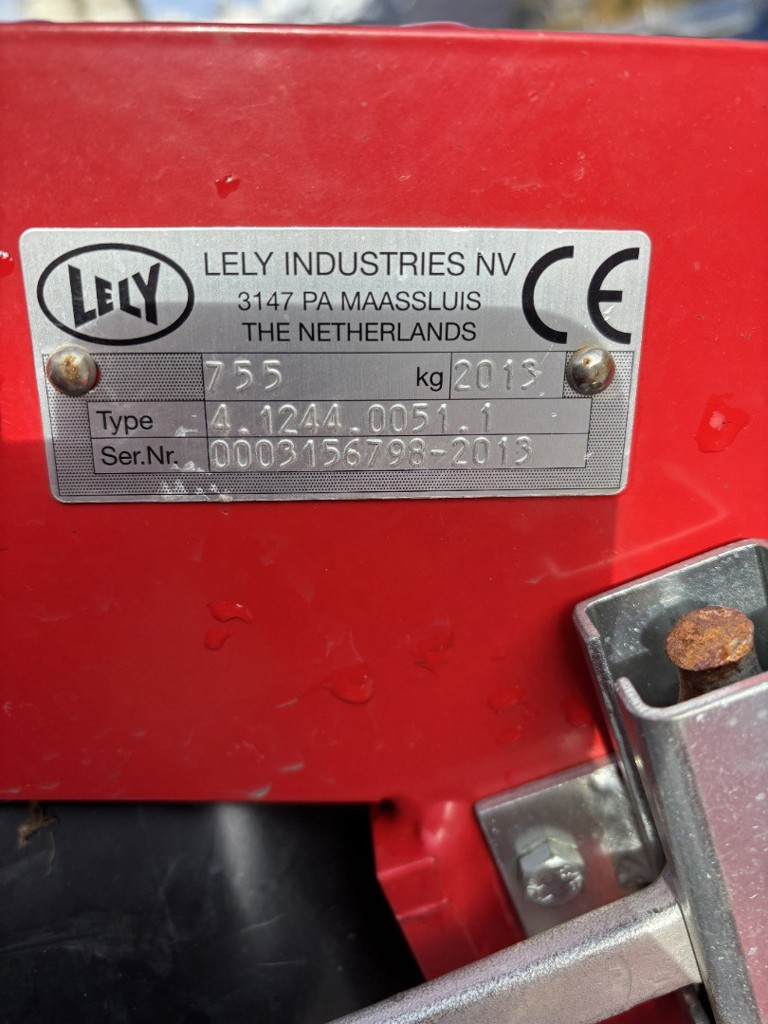 LELY
LELY INDUSTRIES NV
3147 PA MAASSLUIS
THE NETHERLANDS
CE
755 kg 2013
Type 4.1244.0051.1
Ser.Nr. 0003156798-2013